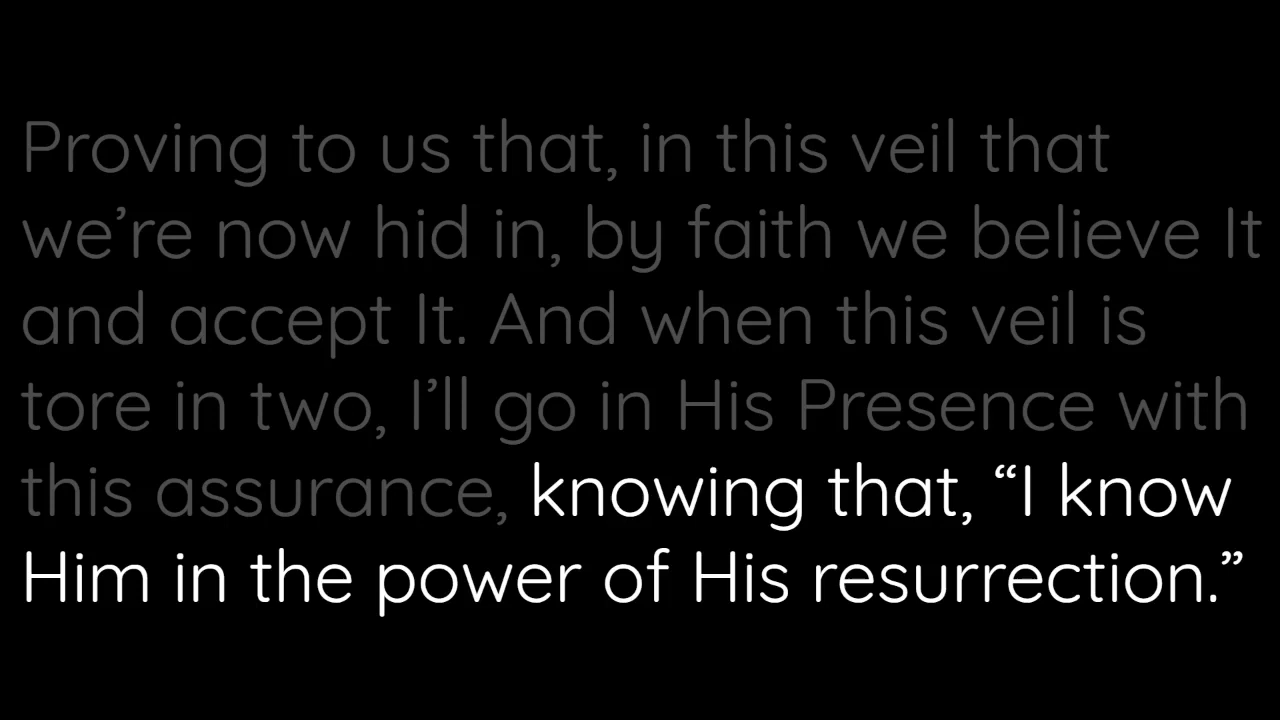 Proving to us that, in this veil that
we’re now hid in, by faith we believe It
and accept It. And when this veil is
tore in two, I’ll go in His Presence with
this assurance, knowing that, “I know
Him in the power of His resurrection.”